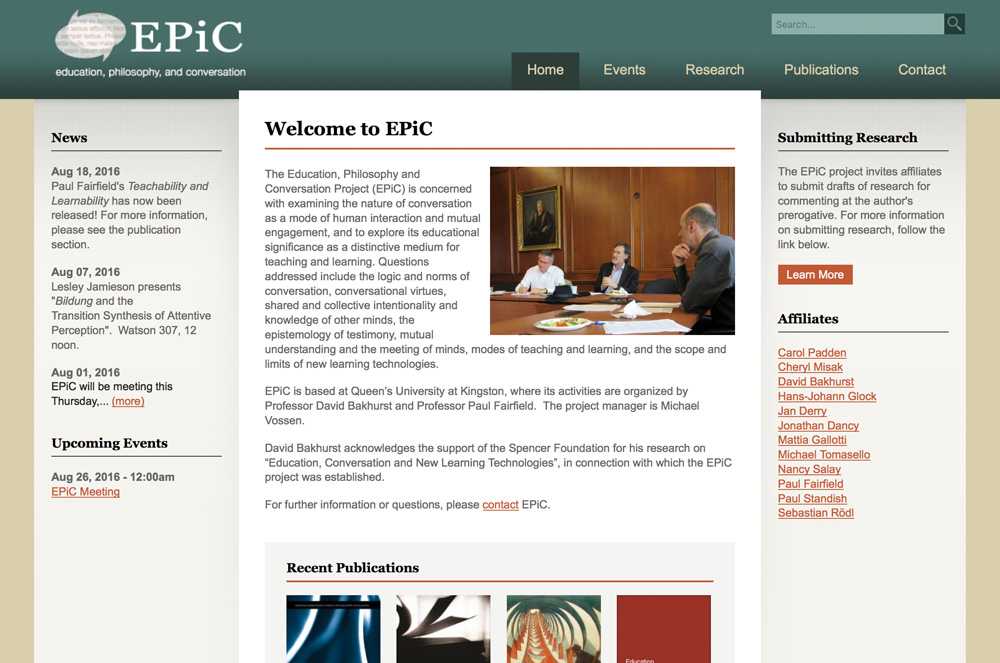 EPiC
education, philosophy, and conversation
Search...
Home
Events
Research
Publications
Contact
News
Aug 18, 2016
Paul Fairfield's Teachability and
Learnability has now been
released! For more information,
please see the publication
section.
Aug 07, 2016
Lesley Jamieson presents
"Bildung and the
Transition Synthesis of Attentive
Perception".  Watson 307, 12
noon.
Aug 01, 2016
EPiC will be meeting this
Thursday,... (more)
Upcoming Events
Aug 26, 2016 - 12:00am
EPiC Meeting
Welcome to EPiC
The Education, Philosophy and
Conversation Project (EPiC) is concerned
with examining the nature of conversation
as a mode of human interaction and mutual
engagement, and to explore its educational
significance as a distinctive medium for
teaching and learning. Questions
addressed include the logic and norms of
conversation, conversational virtues,
shared and collective intentionality and
knowledge of other minds, the
epistemology of testimony, mutual
understanding and the meeting of minds, modes of teaching and learning, and the scope and
limits of new learning technologies.
EPiC is based at Queen's University at Kingston, where its activities are organized by
Professor David Bakhurst and Professor Paul Fairfield.  The project manager is Michael
Vossen.
David Bakhurst acknowledges the support of the Spencer Foundation for his research on
"Education, Conversation and New Learning Technologies", in connection with which the EPiC
project was established.
For further information or questions, please contact EPiC.
Recent Publications
Education
Submitting Research
The EPiC project invites affiliates
to submit drafts of research for
commenting at the author's
prerogative. For more information
on submitting research, follow the
link below.
Learn More
Affiliates
Carol Padden
Cheryl Misak
David Bakhurst
Hans-Johann Glock
Jan Derry
Jonathan Dancy
Mattia Gallotti
Michael Tomasello
Nancy Salay
Paul Fairfield
Paul Standish
Sebastian Rödl